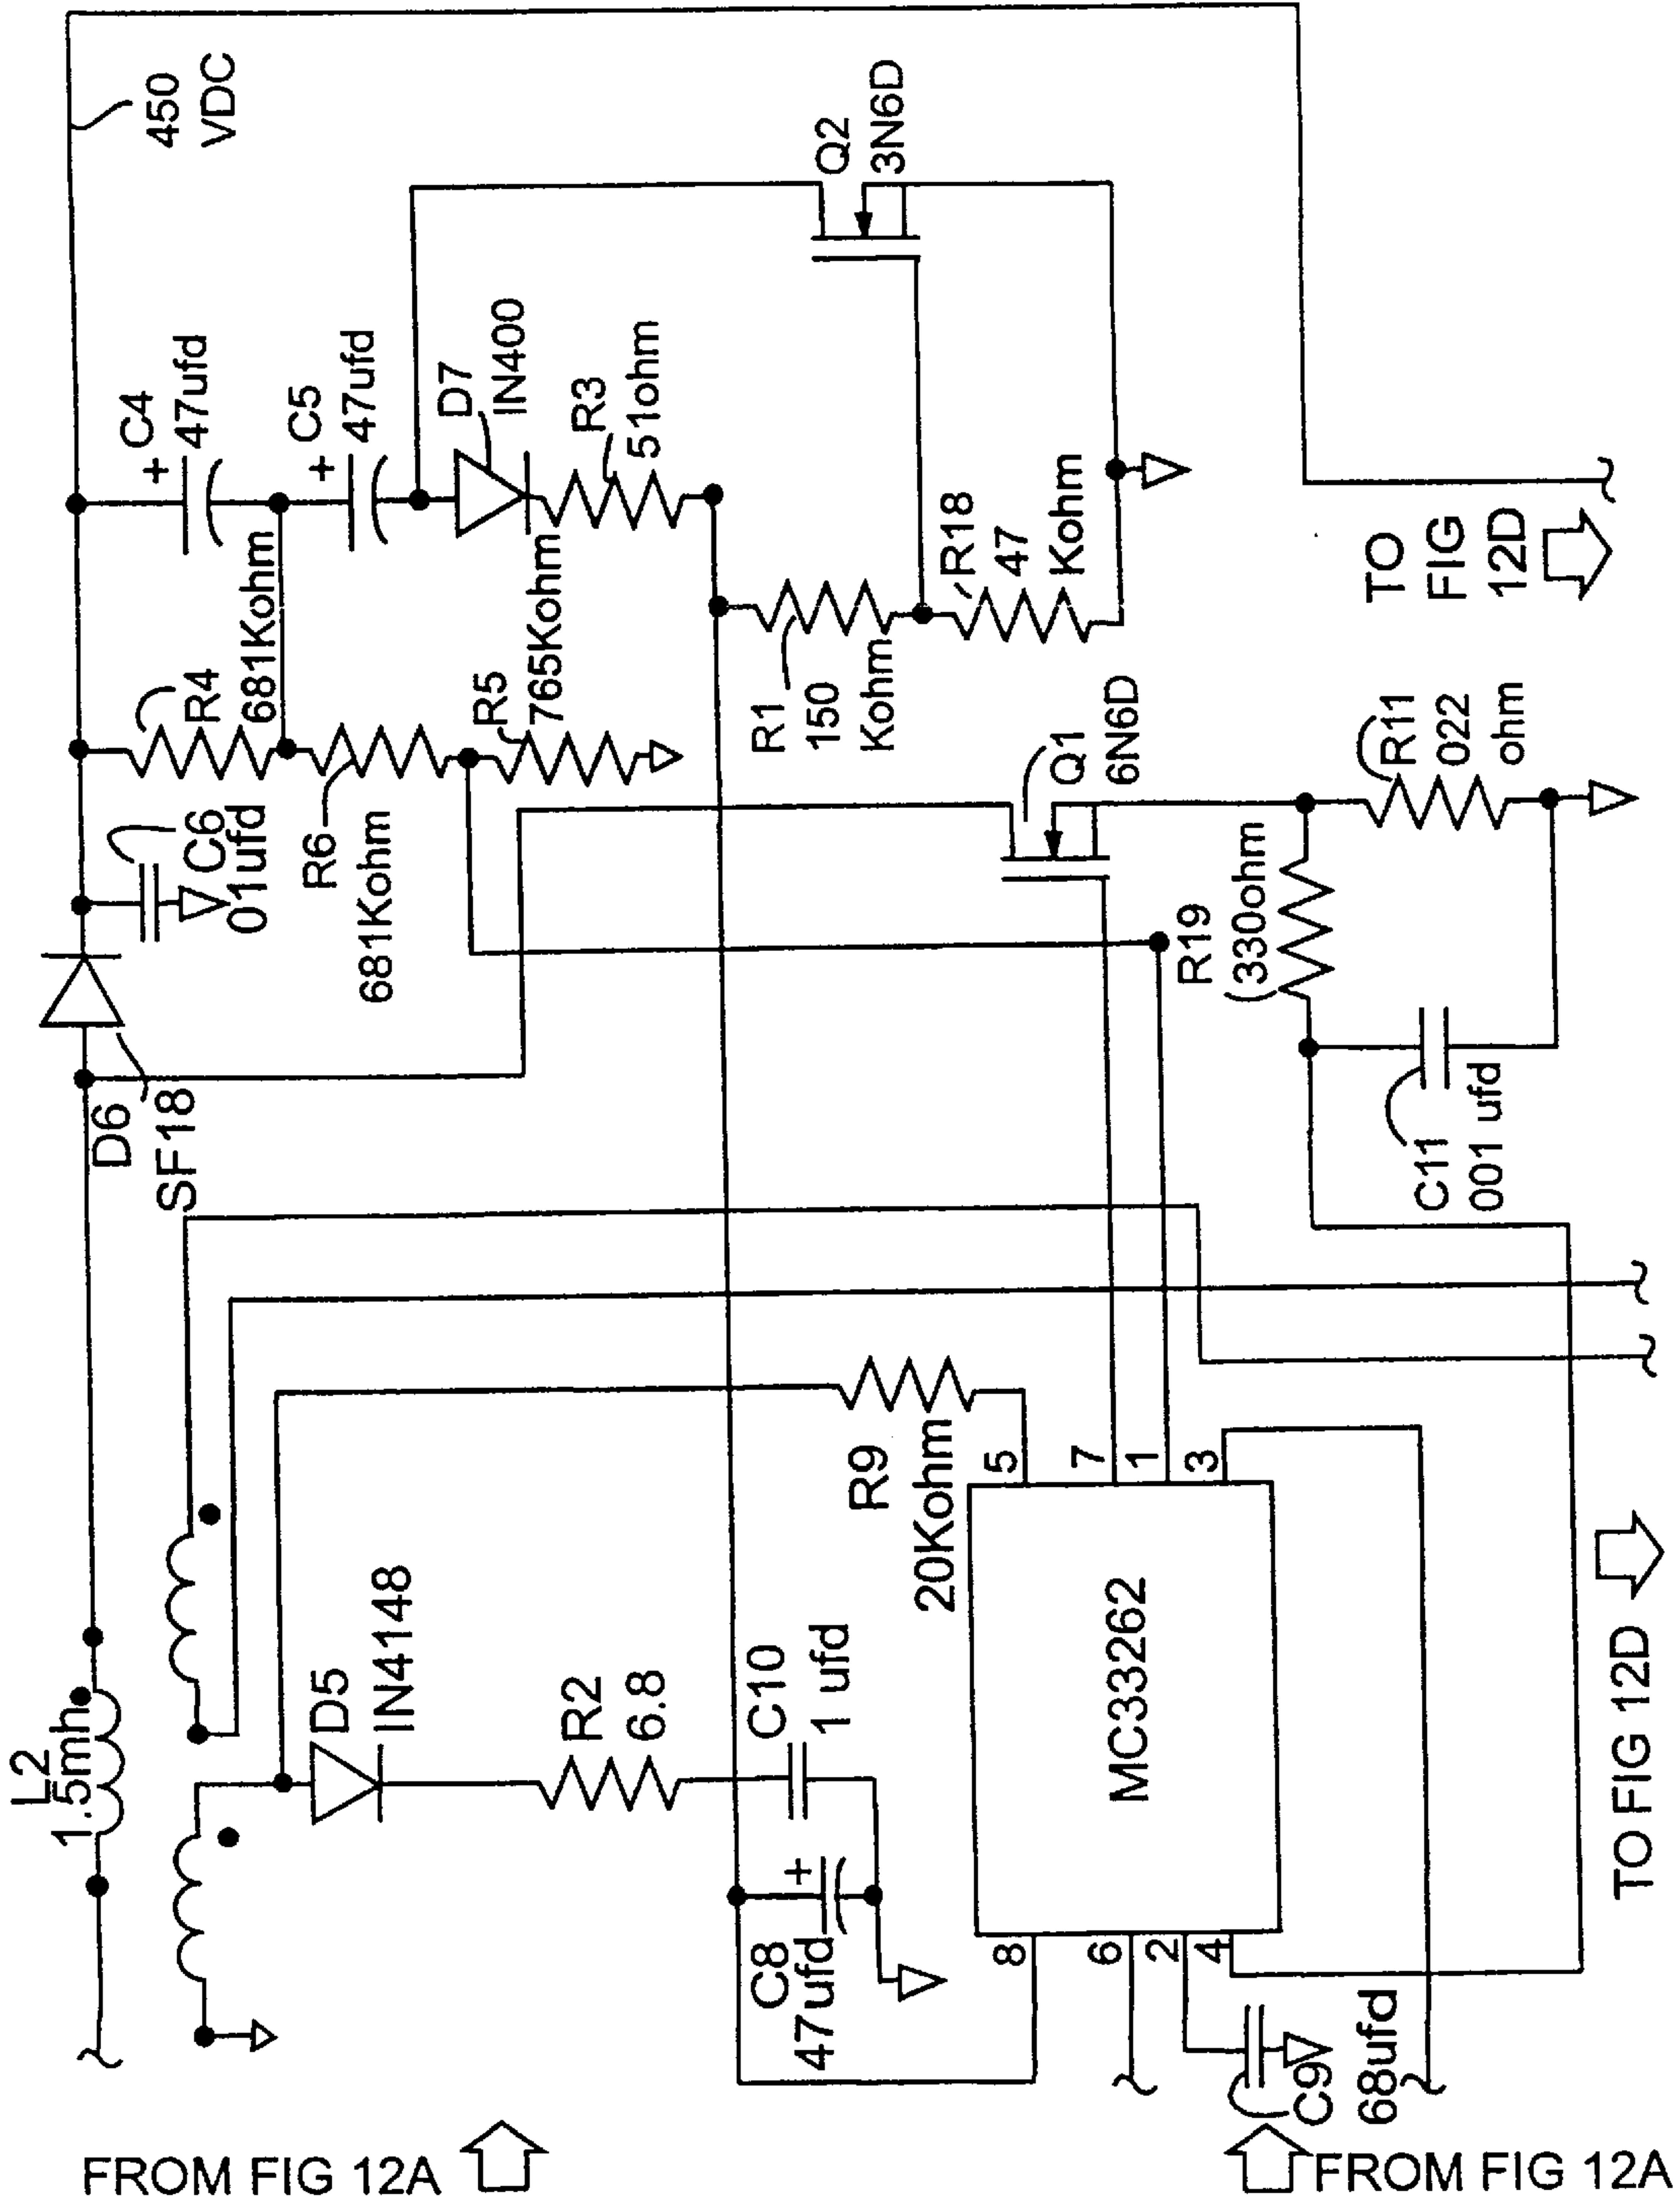 450
VDC
C4
+
47ufd
C5
+
47ufd
D7
IN400
R3
51ohm
Q2
3N6D
R4
681Kohm
R6
681Kohm
R5
765Kohm
C6
01ufd
D6
SF18
R1
150
Kohm
R18
47
Kohm
Q1
6N6D
R11
022
ohm
R19
(330ohm
C11
001 ufd
TO
FIG
12D
L2
1.5mh
D5
IN4148
R2
6.8
C10
1 ufd
C8
+
47ufd
R9
20Kohm
MC33262
5
7
1
3
8
6
2
4
C9
68ufd
TO FIG 12D
FROM FIG 12A
FROM FIG 12A